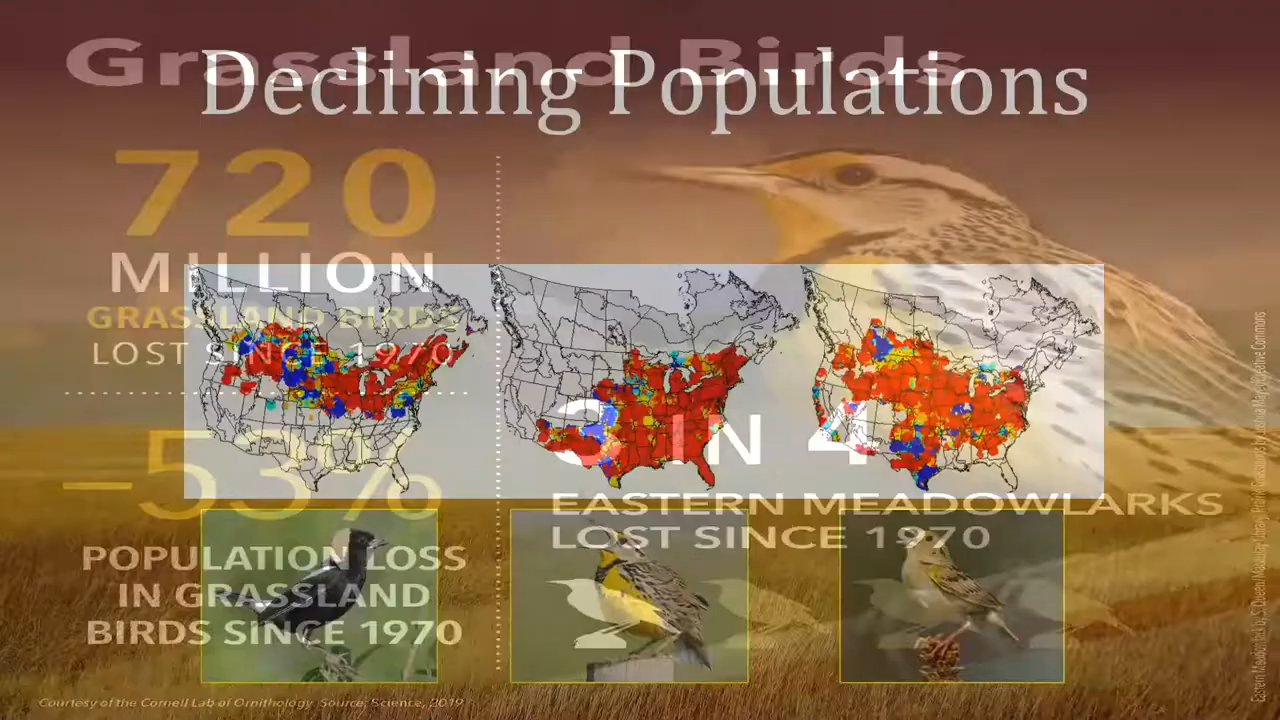 Grassland Birds
Declining Populations
720
MILLION
GRASSLAND BIRDS
LOST SINCE 1970
-53%
POPULATION LOSS
IN GRASSLAND
BIRDS SINCE 1970
3 IN 4
EASTERN MEADOWLARKS
LOST SINCE 1970
Courtesy of the Cornell Lab of Ornithology. Source: Science, 2019